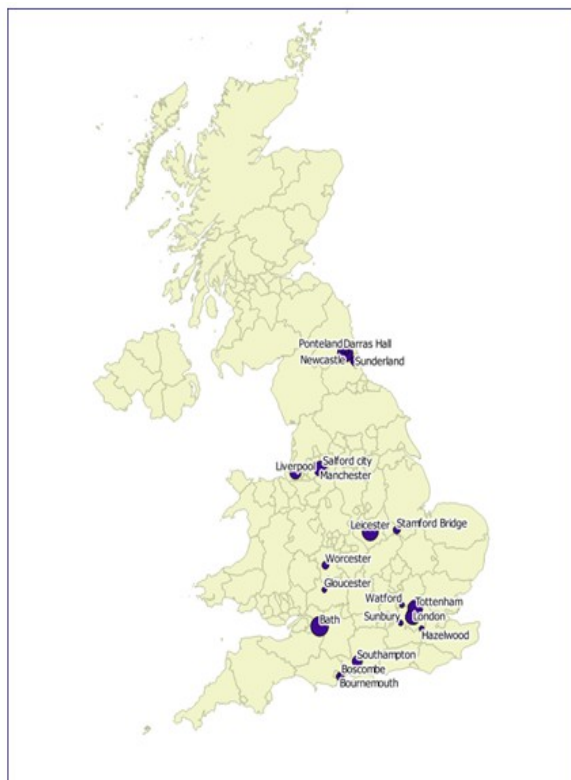 Ponteland Darras Hall
Newcastle Sunderland
Salford city
Liverpool
Manchester
Leicester Stamford Bridge
Worcester
Gloucester
Watford Tottenham
Bath Sunbury London
Hazelwood
Southampton
Boscombe
Bournemouth